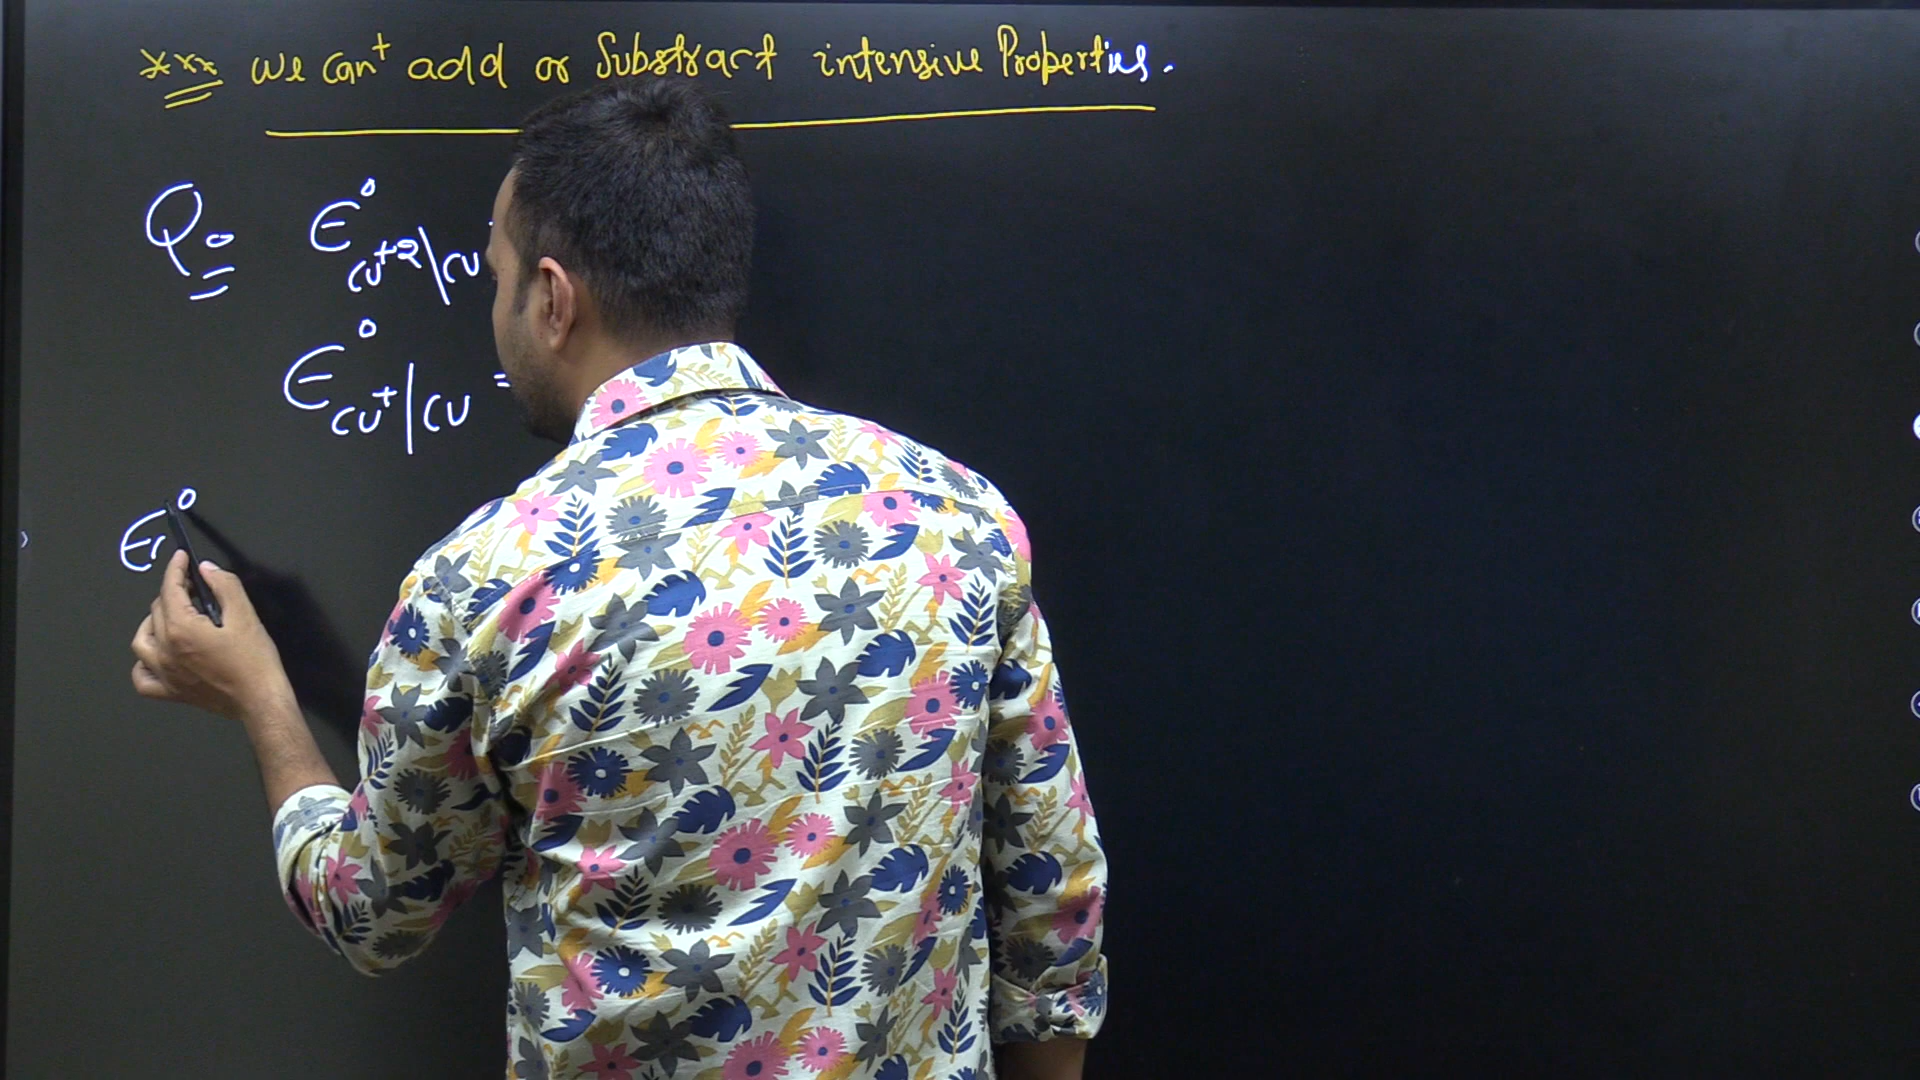 *** We can't add or Substract intensive Properties.
Q= E°Cu+2/Cu
E°Cu+/Cu =
E°